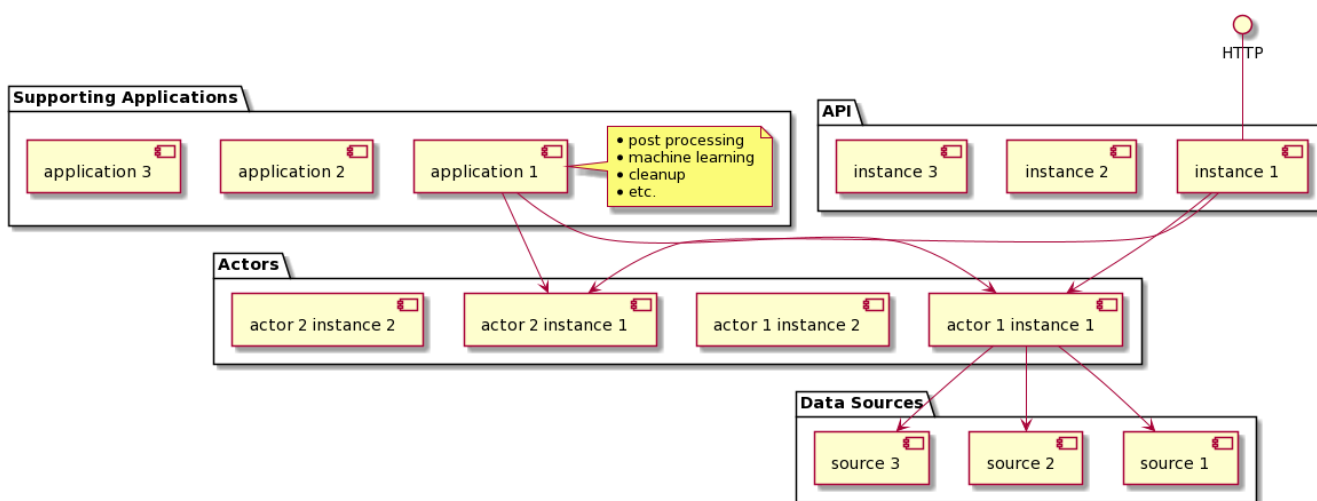 HTTP
Supporting Applications
API
• post processing
• machine learning
• cleanup
• etc.
application 3
application 2
application 1
instance 3
instance 2
instance 1
Actors
actor 2 instance 2
actor 2 instance 1
actor 1 instance 2
actor 1 instance 1
Data Sources
source 3
source 2
source 1